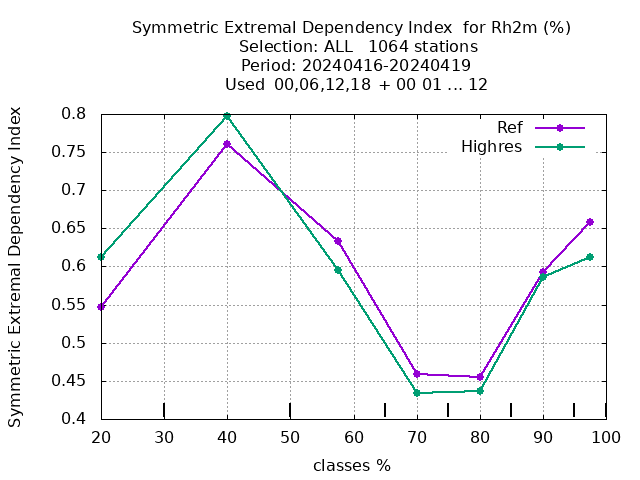 Symmetric Extremal Dependency Index  for Rh2m (%)
Selection: ALL   1064 stations
Period: 20240416-20240419
Used  00,06,12,18 + 00 01 ... 12
Symmetric Extremal Dependency Index
0.8
0.75
0.7
0.65
0.6
0.55
0.5
0.45
0.4
Ref
Highres
20 30 40 50 60 70 80 90 100
classes %